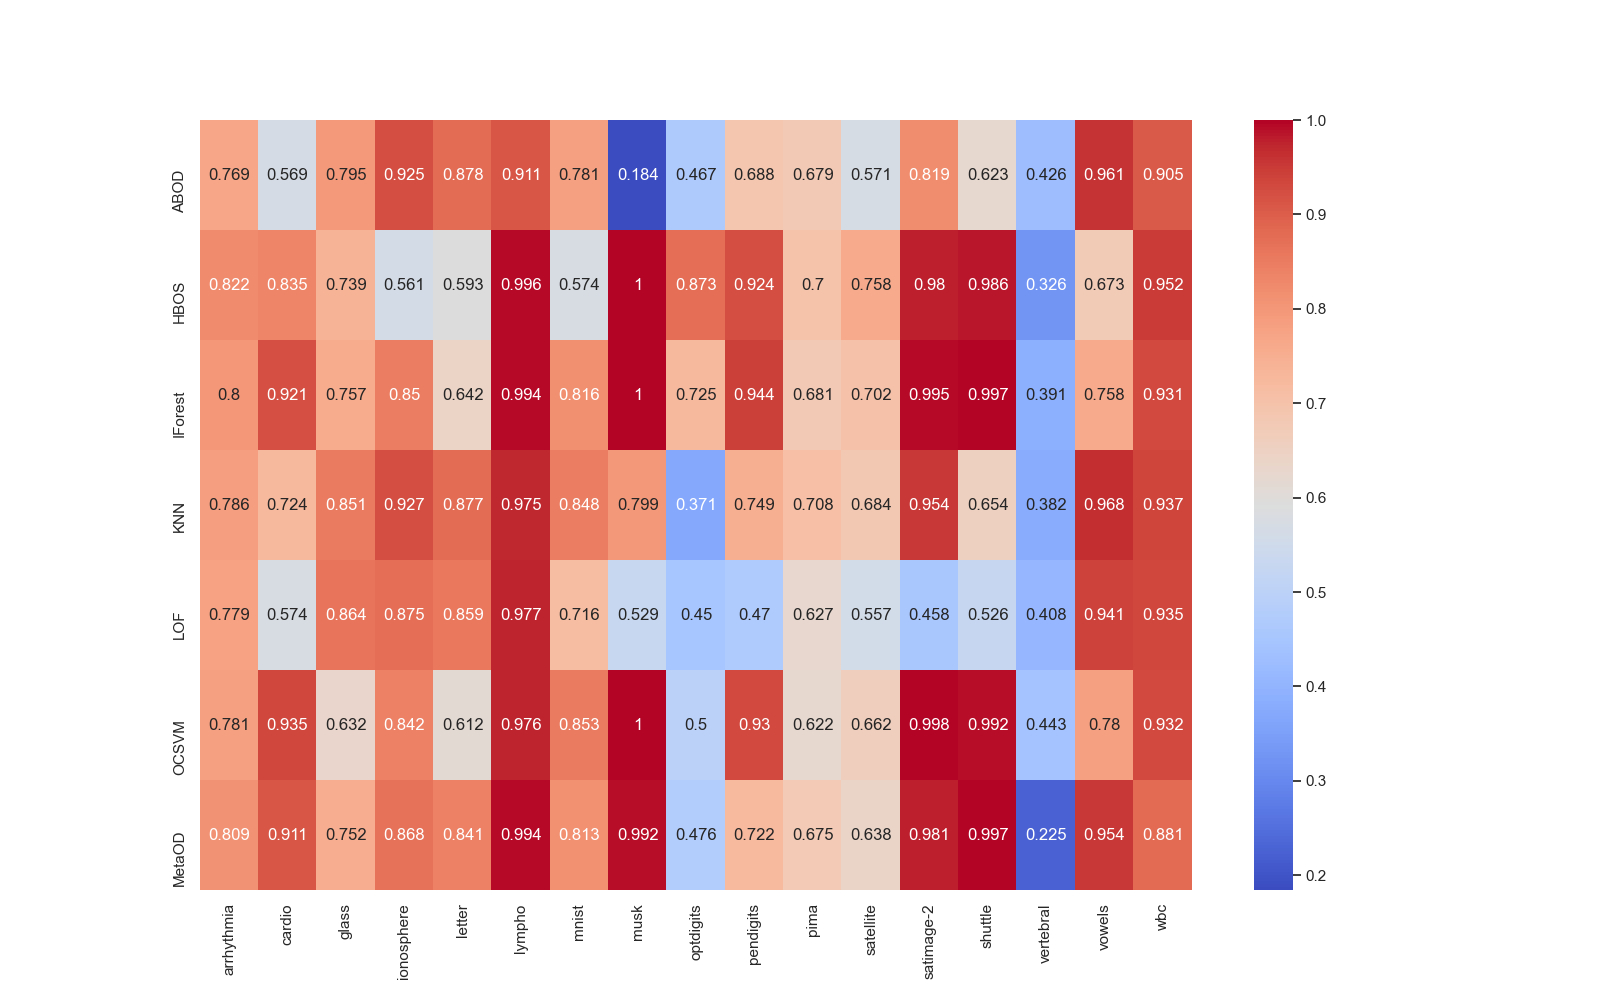 ABOD 0.769 0.569 0.795 0.925 0.878 0.911 0.781 0.184 0.467 0.688 0.679 0.571 0.819 0.623 0.426 0.961 0.905
HBOS 0.822 0.835 0.739 0.561 0.593 0.996 0.574 1 0.873 0.924 0.7 0.758 0.98 0.986 0.326 0.673 0.952
IForest 0.8 0.921 0.757 0.85 0.642 0.994 0.816 1 0.725 0.944 0.681 0.702 0.995 0.997 0.391 0.758 0.931
KNN 0.786 0.724 0.851 0.927 0.877 0.975 0.848 0.799 0.371 0.749 0.708 0.684 0.954 0.654 0.382 0.968 0.937
LOF 0.779 0.574 0.864 0.875 0.859 0.977 0.716 0.529 0.45 0.47 0.627 0.557 0.458 0.526 0.408 0.941 0.935
OCSVM 0.781 0.935 0.632 0.842 0.612 0.976 0.853 1 0.5 0.93 0.622 0.662 0.998 0.992 0.443 0.78 0.932
MetaOD 0.809 0.911 0.752 0.868 0.841 0.994 0.813 0.992 0.476 0.722 0.675 0.638 0.981 0.997 0.225 0.954 0.881
arrhythmia cardio glass ionosphere letter lympho mnist musk optdigits pendigits pima satellite satimage-2 shuttle vertebral vowels wbc
1.0
0.9
0.8
0.7
0.6
0.5
0.4
0.3
0.2